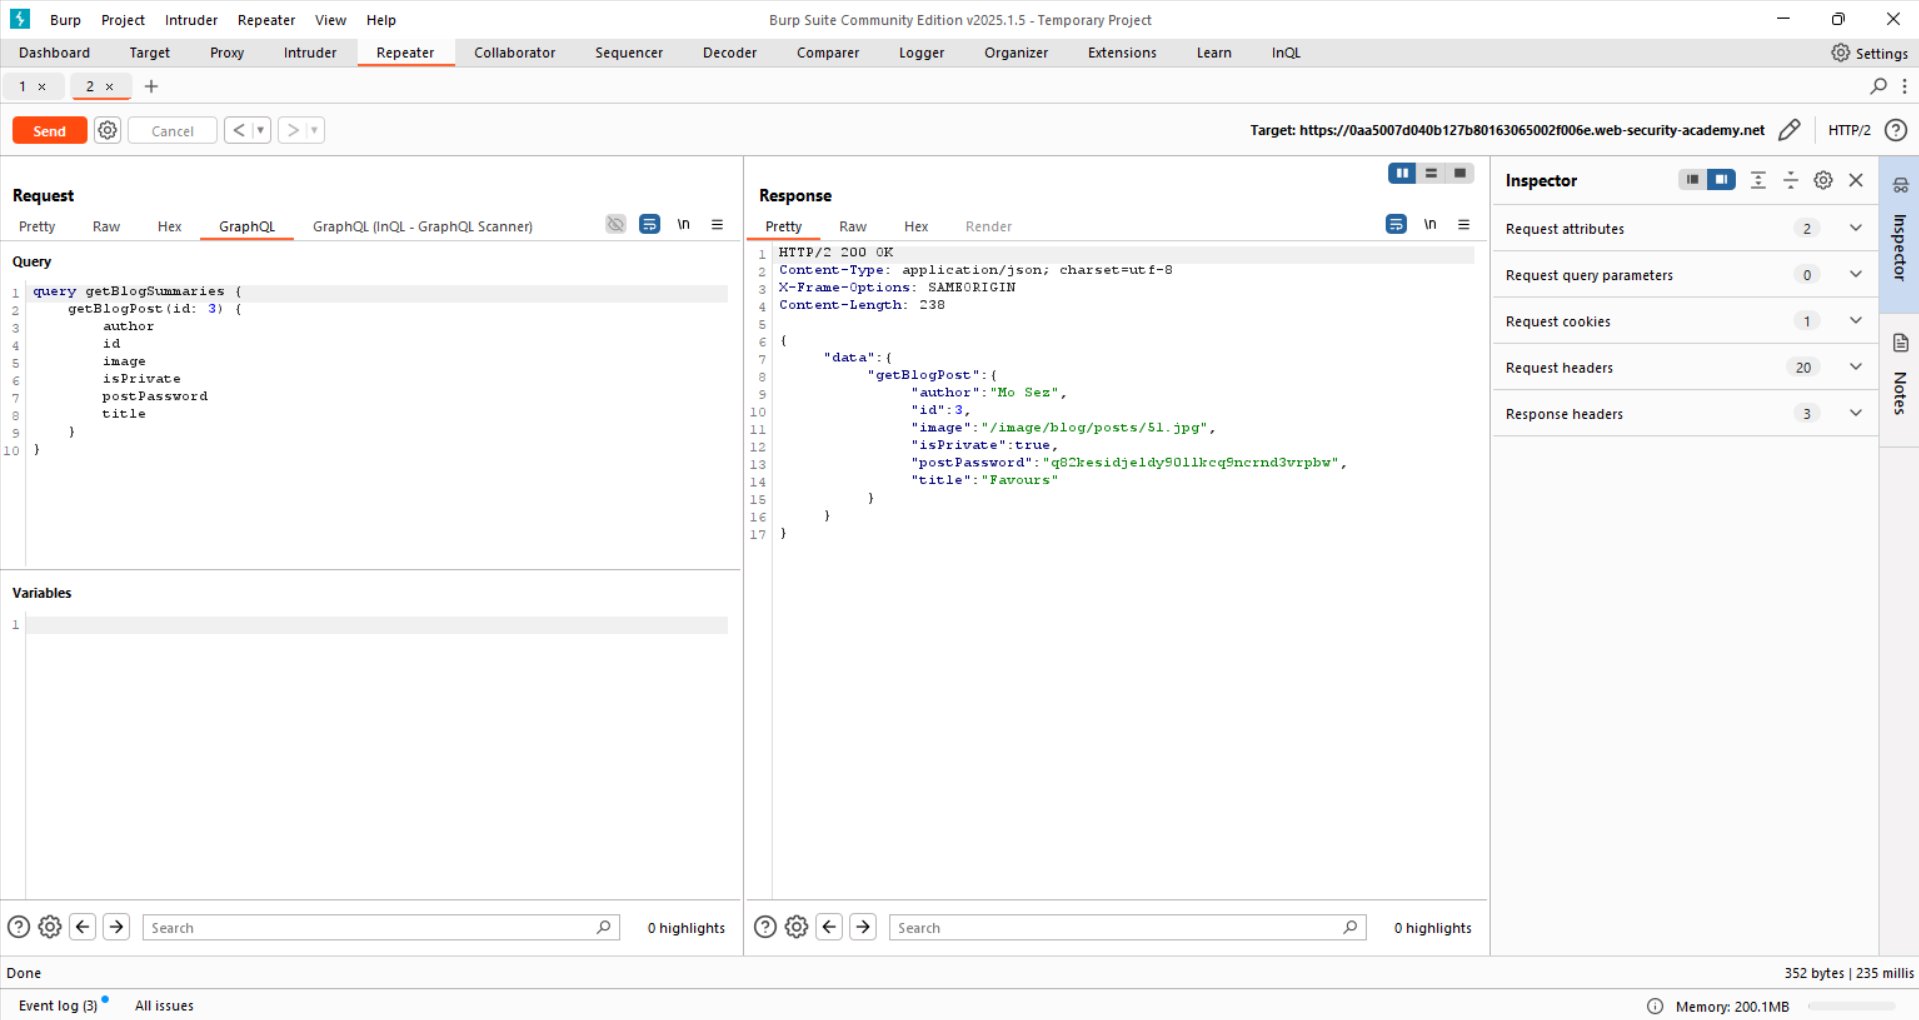 Burp Project Intruder Repeater View Help
Burp Suite Community Edition v2025.1.5 - Temporary Project
Dashboard Target Proxy Intruder Repeater Collaborator Sequencer Decoder Comparer Logger Organizer Extensions Learn InQL
Settings
1 × 2 × +
Send Cancel < >
Target: https://0aa5007d040b127b80163065002f006e.web-security-academy.net
HTTP/2
Request
Pretty Raw Hex GraphQL GraphQL (InQL - GraphQL Scanner) \n
Query
1 query getBlogSummaries {
2 getBlogPost(id: 3) {
3 author
4 id
5 image
6 isPrivate
7 postPassword
8 title
9 }
10 }
Variables
1
Search
0 highlights
Response
Pretty Raw Hex Render \n
1 HTTP/2 200 OK
2 Content-Type: application/json; charset=utf-8
3 X-Frame-Options: SAMEORIGIN
4 Content-Length: 238
5
6 {
7 "data":{
8 "getBlogPost":{
9 "author":"Mo Sez",
10 "id":3,
11 "image":"/image/blog/posts/51.jpg",
12 "isPrivate":true,
13 "postPassword":"q82kesidjeldy90llkcq9ncrnd3vrpbw",
14 "title":"Favours"
15 }
16 }
17 }
Search
0 highlights
Inspector
Request attributes 2
Request query parameters 0
Request cookies 1
Request headers 20
Response headers 3
Inspector
Notes
Done
352 bytes | 235 millis
Event log (3) All issues
Memory: 200.1MB